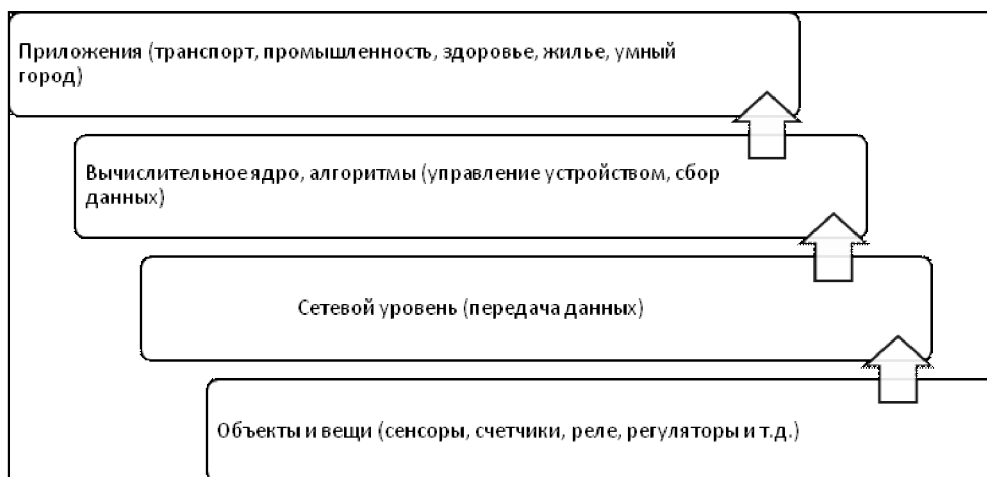 Приложения (транспорт, промышленность, здоровье, жилье, умный
город)
Вычислительное ядро, алгоритмы (управление устройством, сбор
данных)
Сетевой уровень (передача данных)
Объекты и вещи (сенсоры, счетчики, реле, регуляторы и т.д.)